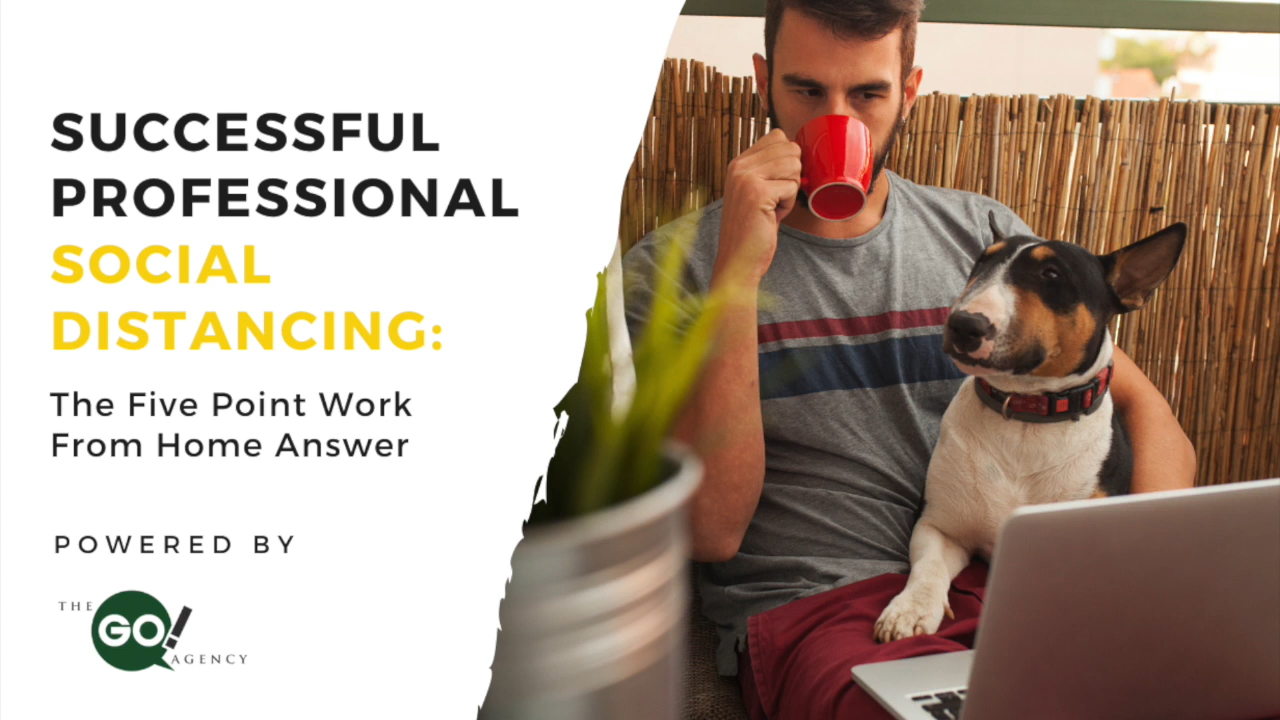 SUCCESSFUL
PROFESSIONAL
SOCIAL
DISTANCING:
The Five Point Work
From Home Answer
POWERED BY
THE
GO!
AGENCY